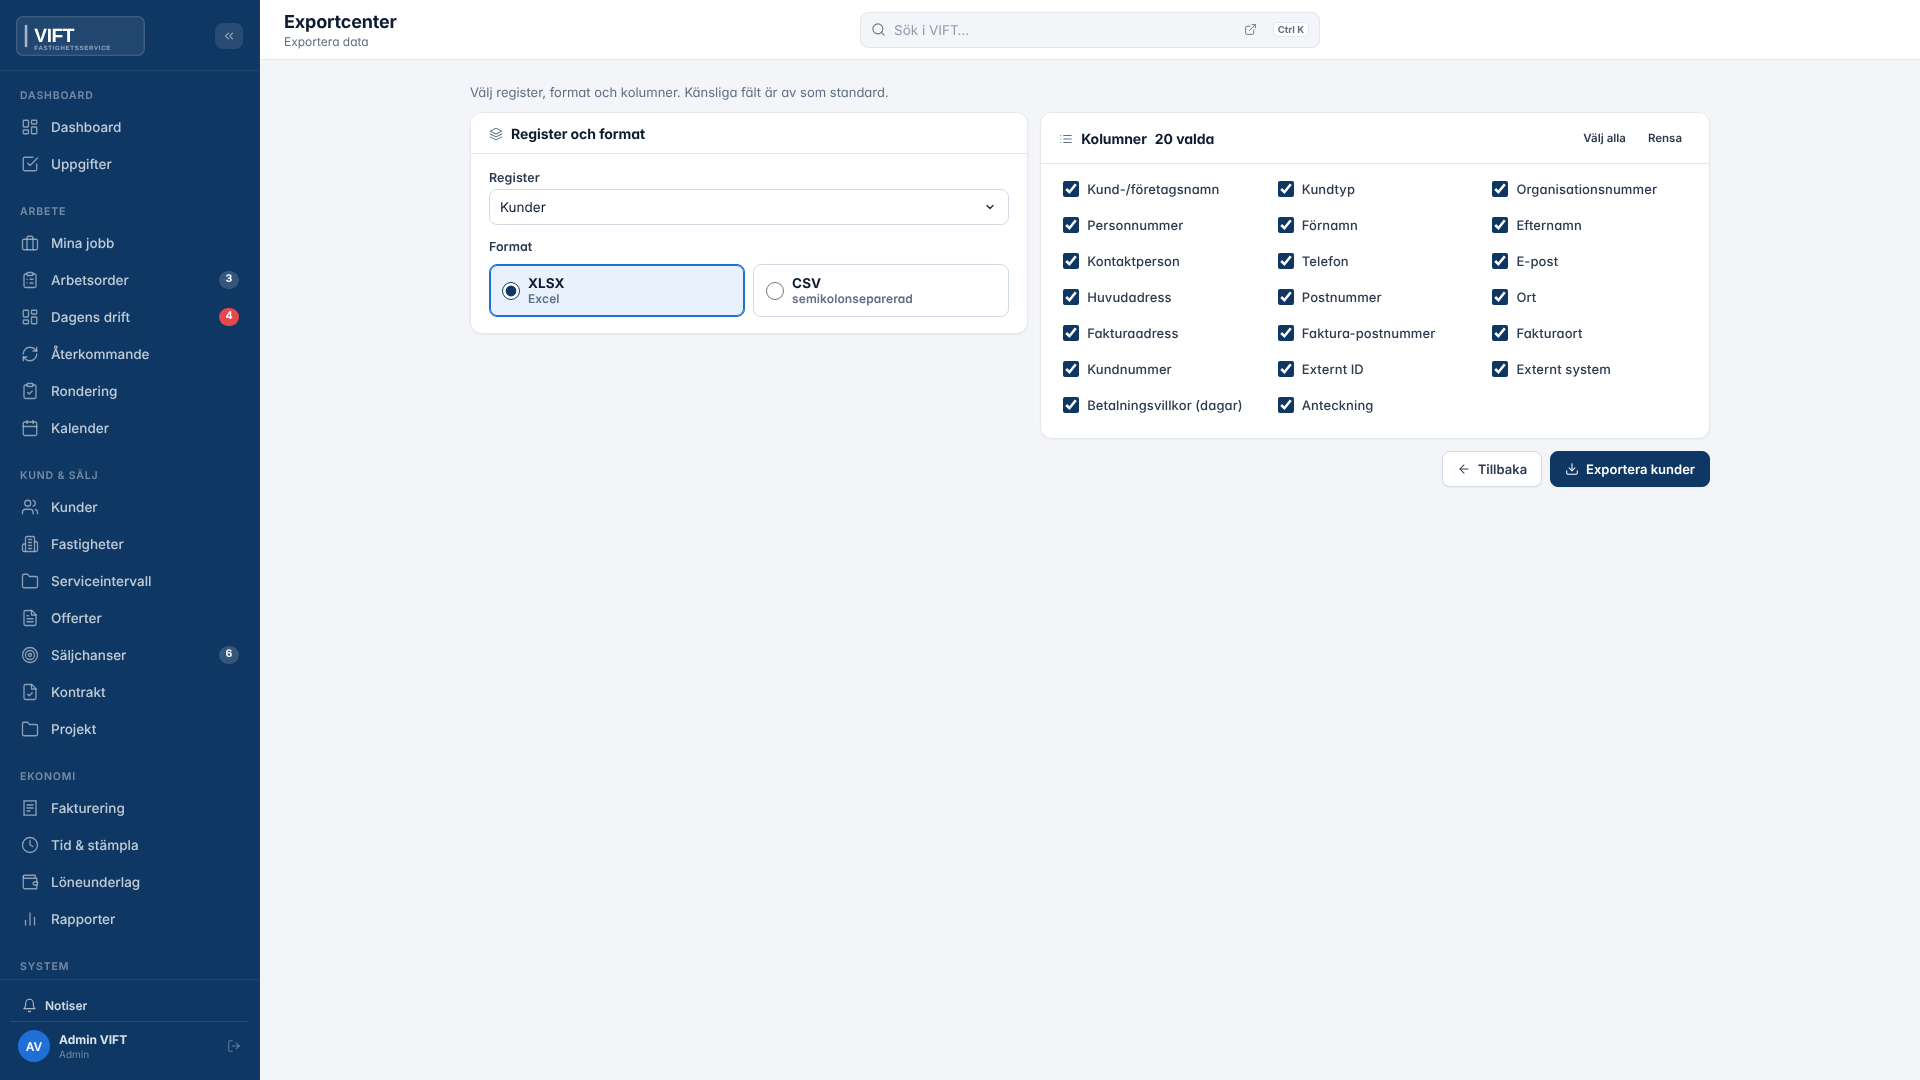 VIFT
FASTIGHETSSERVICE
DASHBOARD
Dashboard
Uppgifter
ARBETE
Mina jobb
Arbetsorder 3
Dagens drift 4
Återkommande
Rondering
Kalender
KUND & SÄLJ
Kunder
Fastigheter
Serviceintervall
Offerter
Säljchanser 6
Kontrakt
Projekt
EKONOMI
Fakturering
Tid & stämpla
Löneunderlag
Rapporter
SYSTEM
Notiser
AV Admin VIFT
Admin
Exportcenter
Exportera data
Sök i VIFT... Ctrl K
Välj register, format och kolumner. Känsliga fält är av som standard.
Register och format
Register
Kunder
Format
XLSX
Excel
CSV
semikolonseparerad
Kolumner 20 valda Välj alla Rensa
Kund-/företagsnamn Kundtyp Organisationsnummer
Personnummer Förnamn Efternamn
Kontaktperson Telefon E-post
Huvudadress Postnummer Ort
Fakturaadress Faktura-postnummer Fakturaort
Kundnummer Externt ID Externt system
Betalningsvillkor (dagar) Anteckning
Tillbaka Exportera kunder